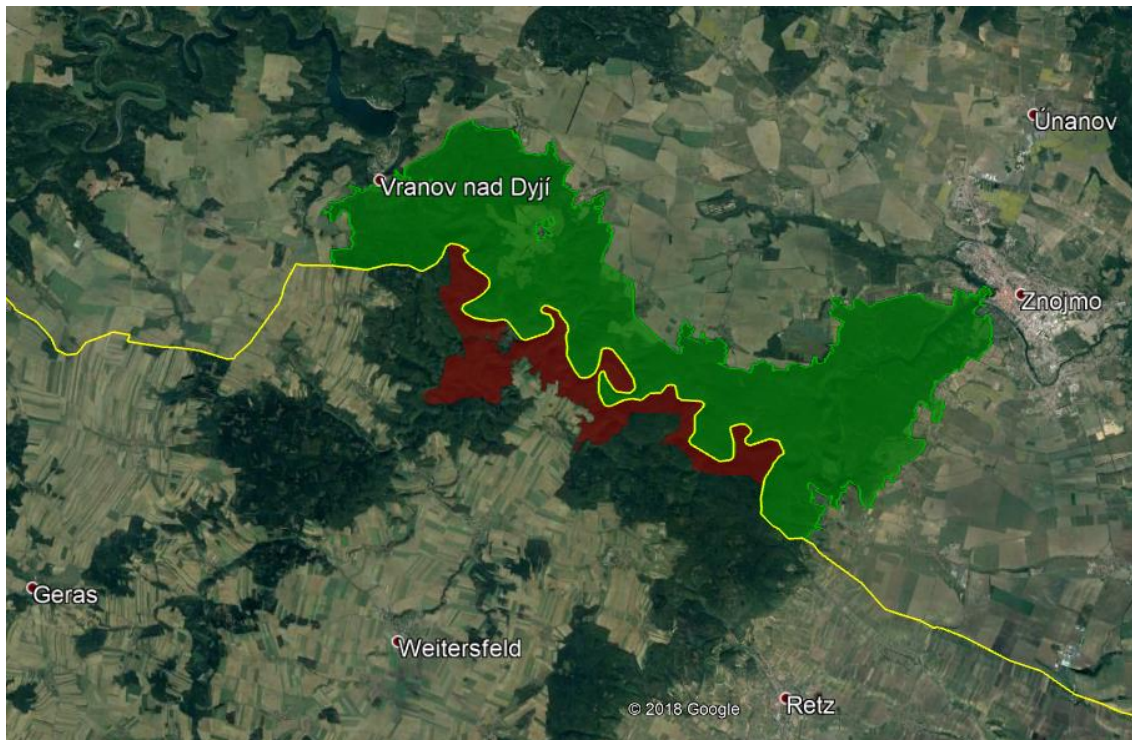 Únanov
Vranov nad Dyjí
Znojmo
Geras
Weitersfeld
© 2018 Google
Retz